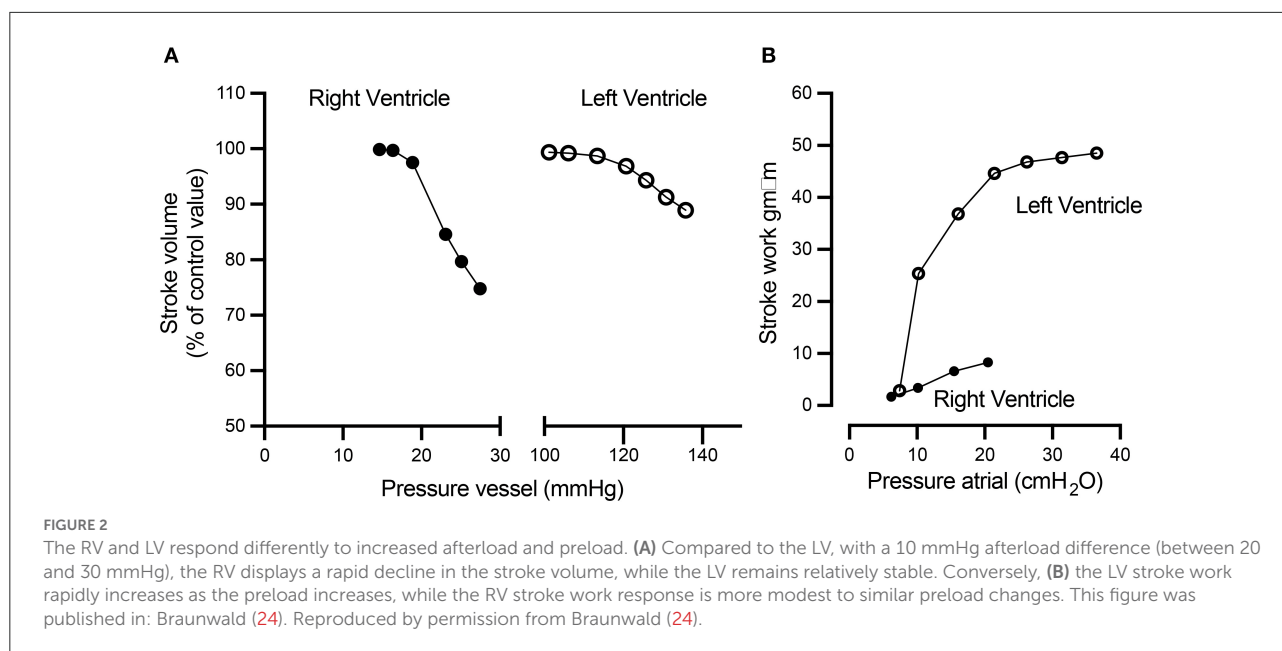 A
B
110
100
90
80
70
60
50
Stroke volume
(% of control value)
Right Ventricle
Left Ventricle
0
10
20
30
100
120
140
Pressure vessel (mmHg)
60
50
40
30
20
10
0
Stroke work gm□m
Left Ventricle
Right Ventricle
0
10
20
30
40
Pressure atrial (cmH₂O)
FIGURE 2
The RV and LV respond differently to increased afterload and preload. (A) Compared to the LV, with a 10 mmHg afterload difference (between 20
and 30 mmHg), the RV displays a rapid decline in the stroke volume, while the LV remains relatively stable. Conversely, (B) the LV stroke work
rapidly increases as the preload increases, while the RV stroke work response is more modest to similar preload changes. This figure was
published in: Braunwald (24). Reproduced by permission from Braunwald (24).